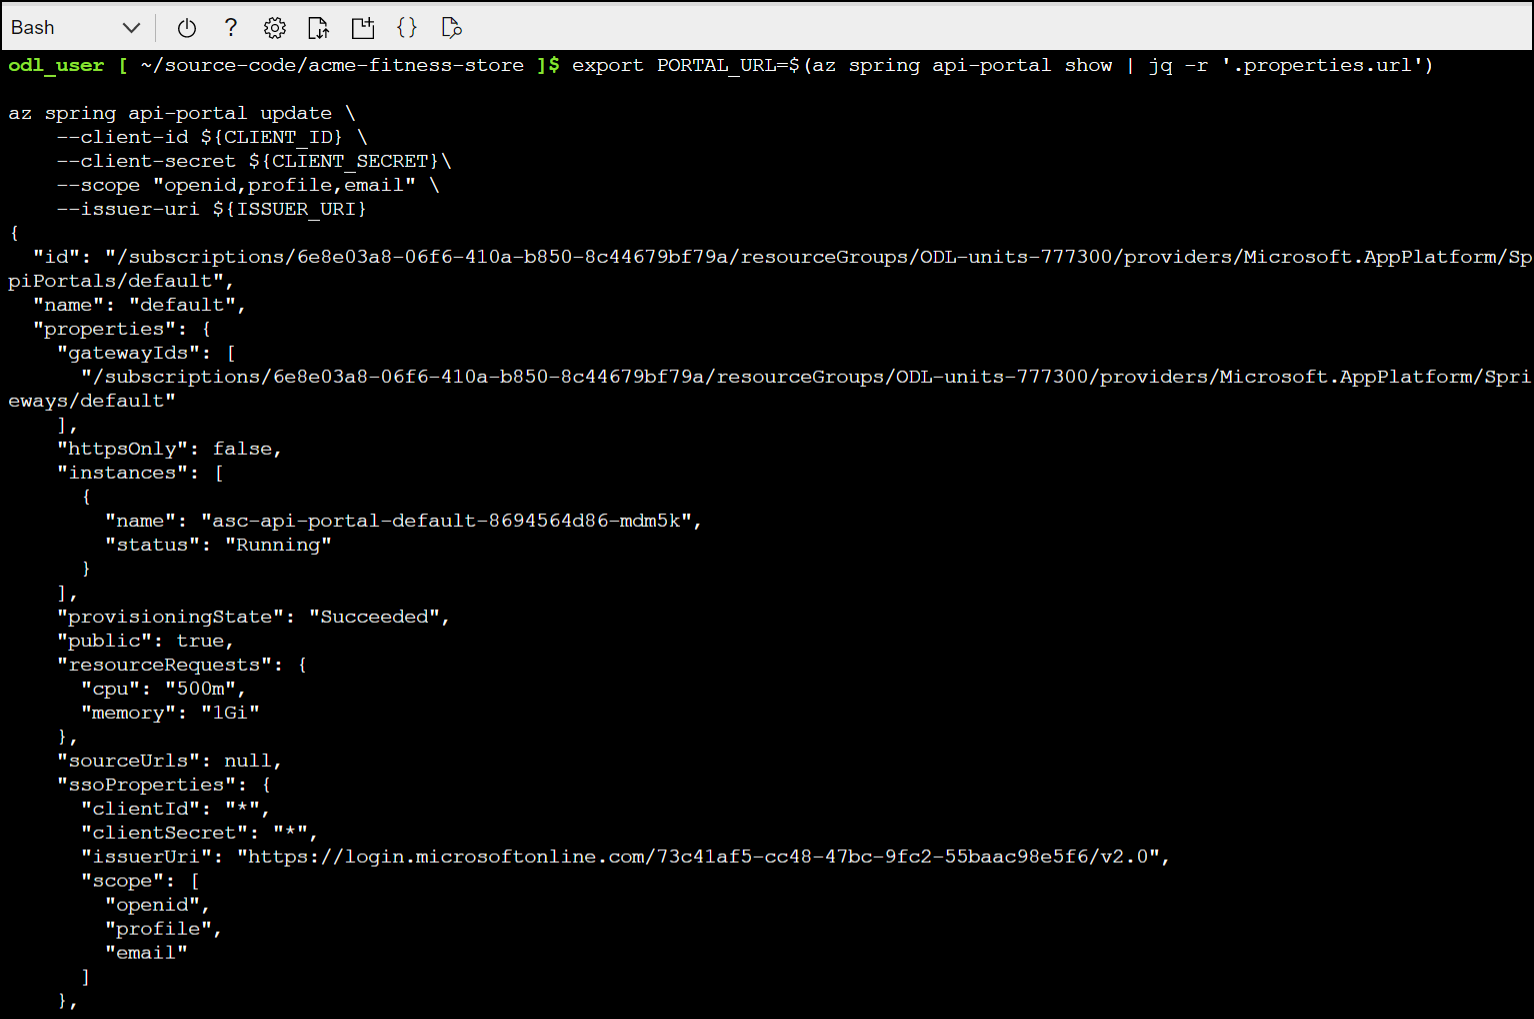 Bash
odl_user [ ~/source-code/acme-fitness-store ]$ export PORTAL_URL=$(az spring api-portal show | jq -r '.properties.url')
az spring api-portal update \
    --client-id ${CLIENT_ID} \
    --client-secret ${CLIENT_SECRET}\
    --scope "openid,profile,email" \
    --issuer-uri ${ISSUER_URI}
{
  "id": "/subscriptions/6e8e03a8-06f6-410a-b850-8c44679bf79a/resourceGroups/ODL-units-777300/providers/Microsoft.AppPlatform/Sp
piPortals/default",
  "name": "default",
  "properties": {
    "gatewayIds": [
      "/subscriptions/6e8e03a8-06f6-410a-b850-8c44679bf79a/resourceGroups/ODL-units-777300/providers/Microsoft.AppPlatform/Spri
eways/default"
    ],
    "httpsOnly": false,
    "instances": [
      {
        "name": "asc-api-portal-default-8694564d86-mdm5k",
        "status": "Running"
      }
    ],
    "provisioningState": "Succeeded",
    "public": true,
    "resourceRequests": {
      "cpu": "500m",
      "memory": "1Gi"
    },
    "sourceUrls": null,
    "ssoProperties": {
      "clientId": "*",
      "clientSecret": "*",
      "issuerUri": "https://login.microsoftonline.com/73c41af5-cc48-47bc-9fc2-55baac98e5f6/v2.0",
      "scope": [
        "openid",
        "profile",
        "email"
      ]
    },